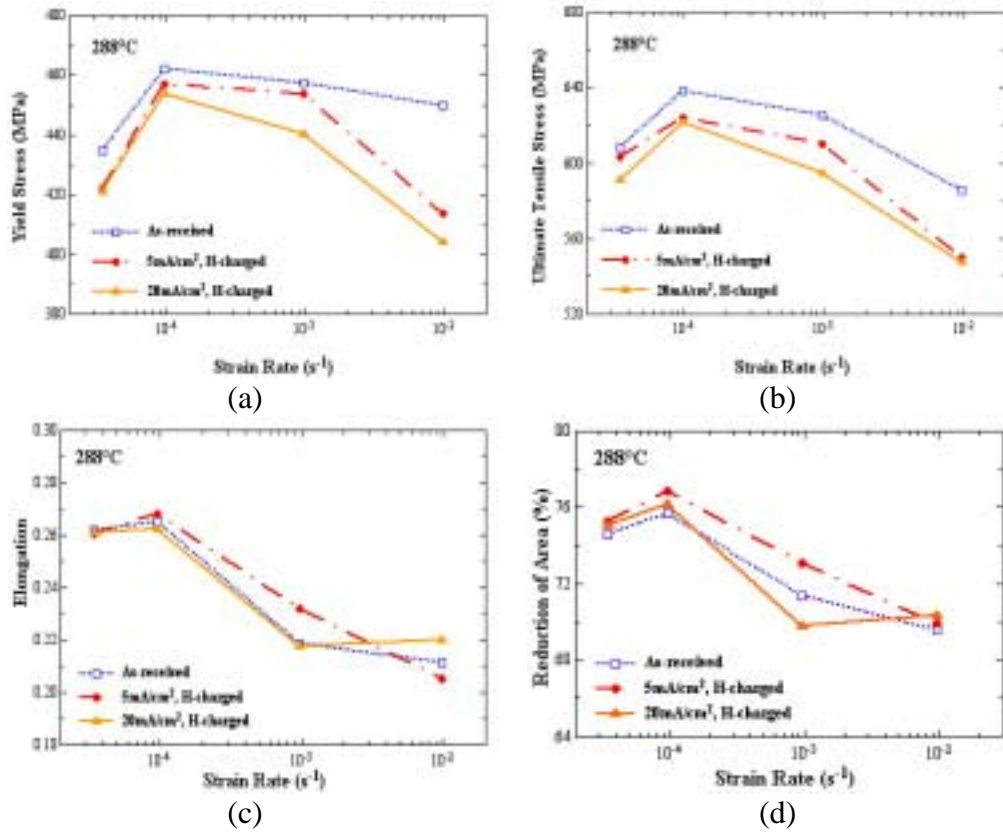 480
460
440
420
400
380
Yield Stress (MPa)
288°C
As-received
5mA/cm², H-charged
20mA/cm², H-charged
10⁻⁴ 10⁻³ 10⁻²
Strain Rate (s⁻¹)
(a)
680
640
600
560
520
Ultimate Tensile Stress (MPa)
288°C
As-received
5mA/cm², H-charged
20mA/cm², H-charged
10⁻⁴ 10⁻³ 10⁻²
Strain Rate (s⁻¹)
(b)
0.30
0.28
0.26
0.24
0.22
0.20
0.18
Elongation
288°C
As-received
5mA/cm², H-charged
20mA/cm², H-charged
10⁻⁴ 10⁻³ 10⁻²
Strain Rate (s⁻¹)
(c)
80
76
72
68
64
Reduction of Area (%)
288°C
As-received
5mA/cm², H-charged
20mA/cm², H-charged
10⁻⁴ 10⁻³ 10⁻²
Strain Rate (s⁻¹)
(d)